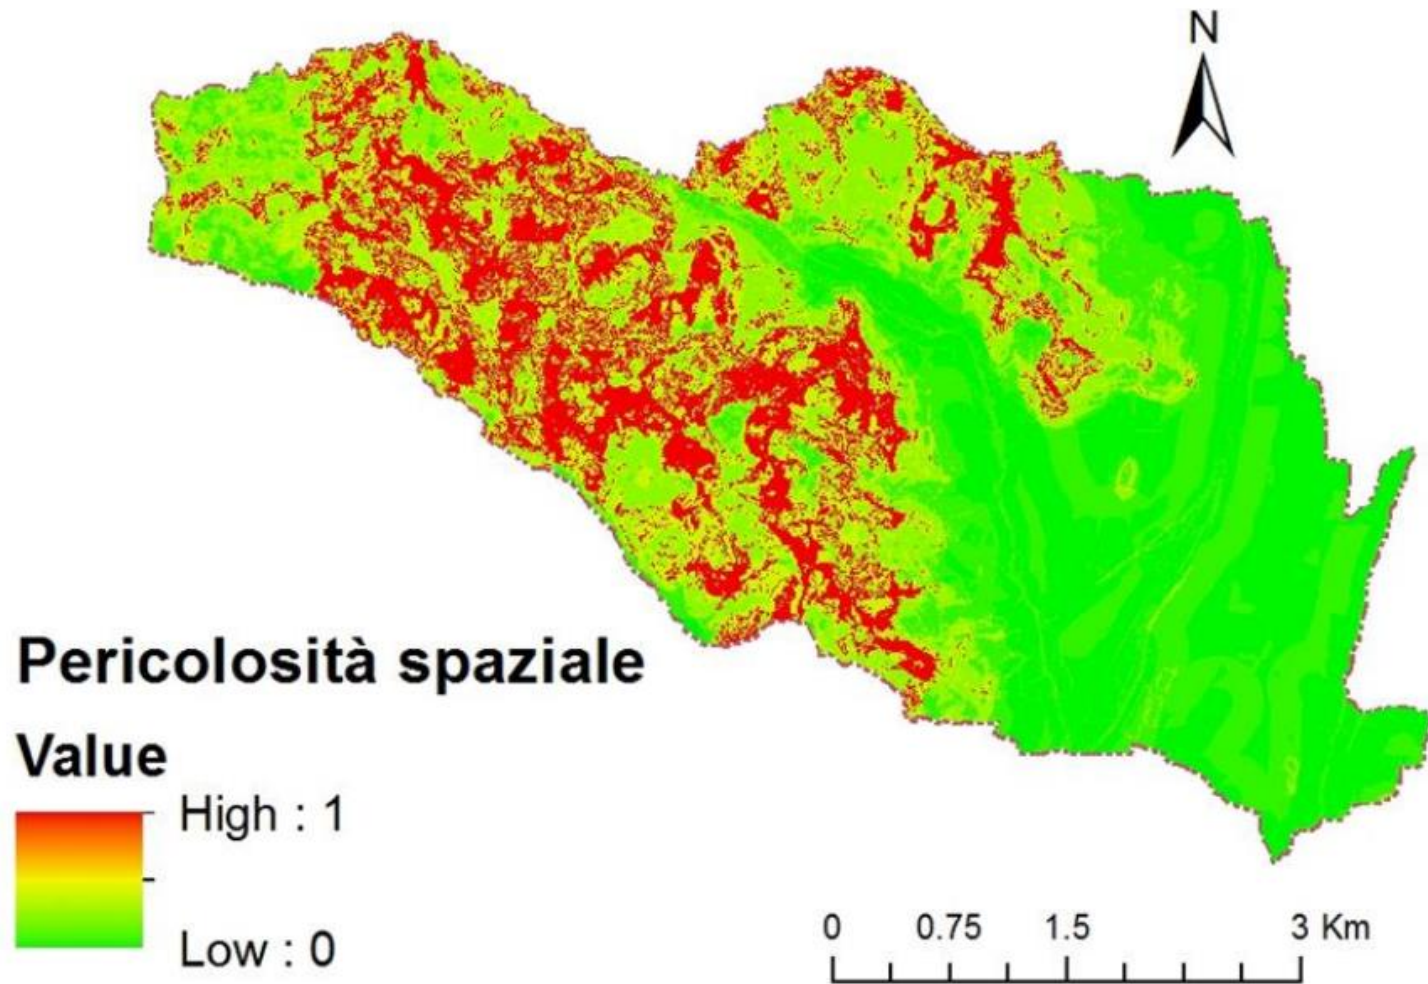 N
Pericolosità spaziale
Value
High : 1
Low : 0
0 0.75 1.5 3 Km